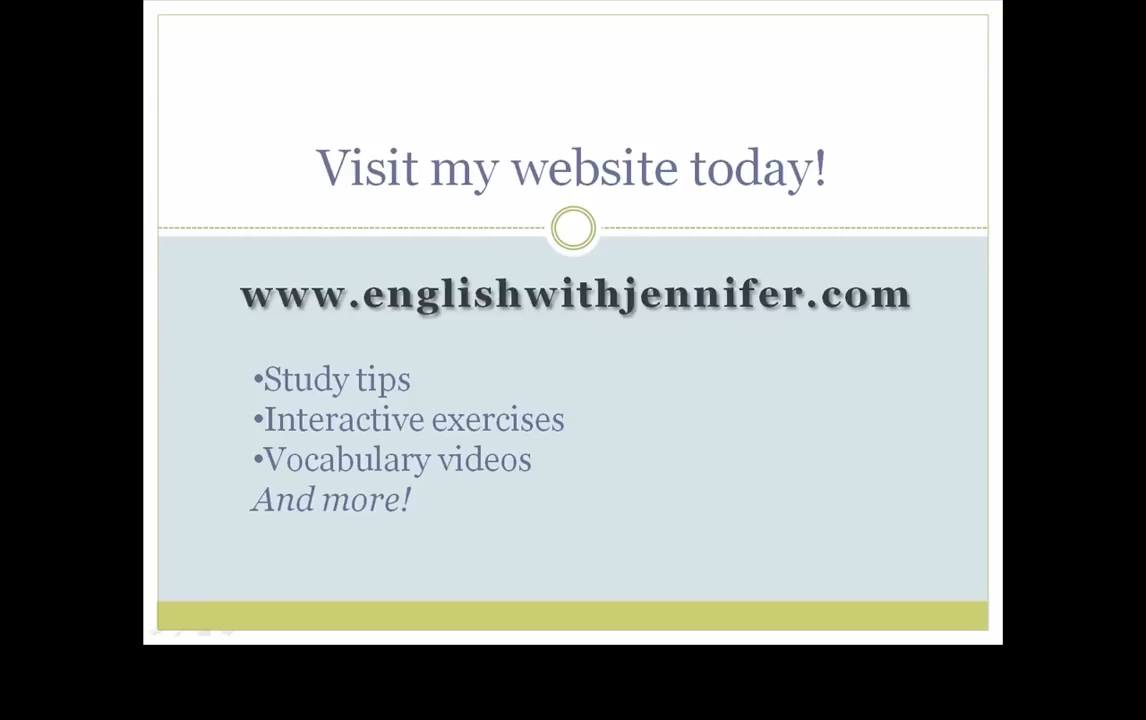 Visit my website today!
www.englishwithjennifer.com
•Study tips
•Interactive exercises
•Vocabulary videos
And more!